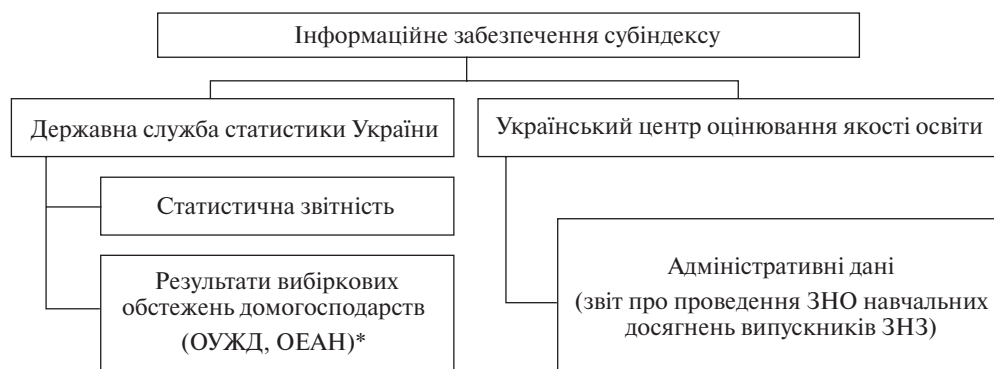 Інформаційне забезпечення субіндексу
Державна служба статистики України
Український центр оцінювання якості освіти
Статистична звітність
Результати вибіркових
обстежень домогосподарств
(ОУЖД, ОЕАН)*
Адміністративні дані
(звіт про проведення ЗНО навчальних
досягнень випускників ЗНЗ)